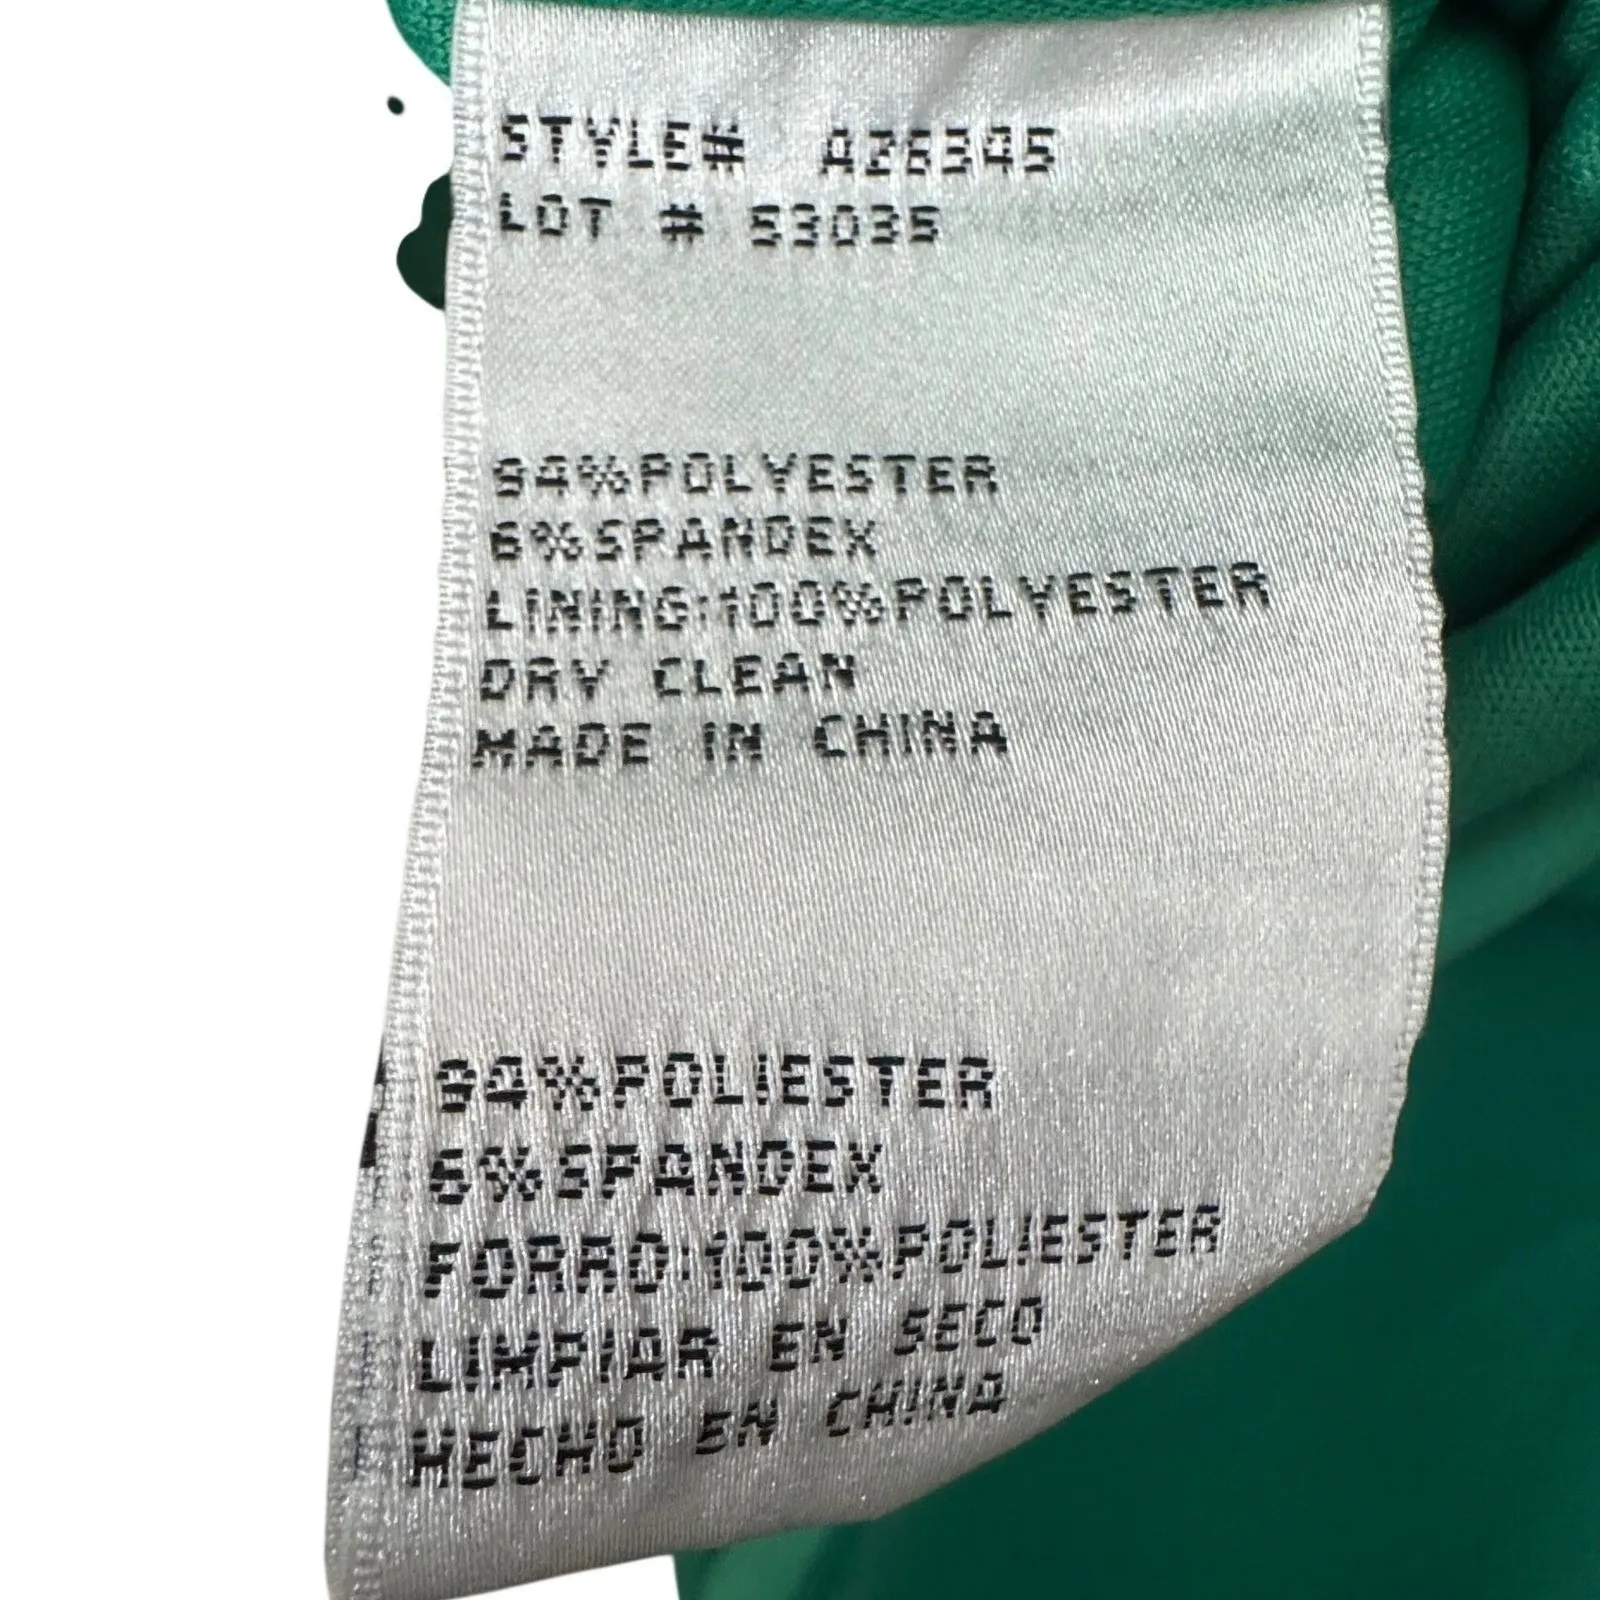 STYLE# A26345
LOT # 53035
94%POLYESTER
6%SPANDEX
LINING:100%POLYESTER
DRY CLEAN
MADE IN CHINA
94%POLIESTER
6%SPANDEX
FORRO:100%POLIESTER
LIMPIAR EN SECO
HECHO EN CHINA